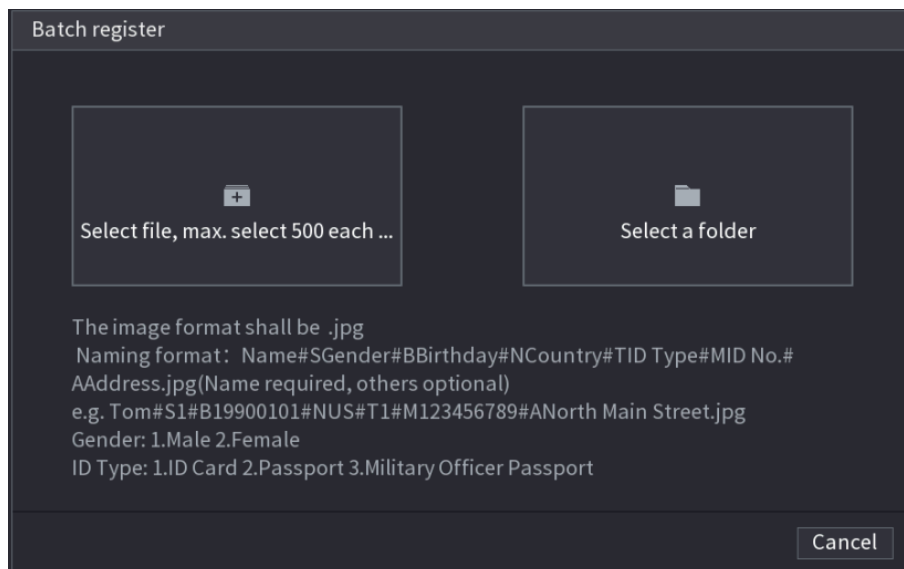 Batch register
Select file, max. select 500 each ...
Select a folder
The image format shall be .jpg
Naming format: Name#SGender#BBirthday#NCountry#TID Type#MID No.#
AAddress.jpg(Name required, others optional)
e.g. Tom#S1#B19900101#NUS#T1#M123456789#ANorth Main Street.jpg
Gender: 1.Male 2.Female
ID Type: 1.ID Card 2.Passport 3.Military Officer Passport
Cancel